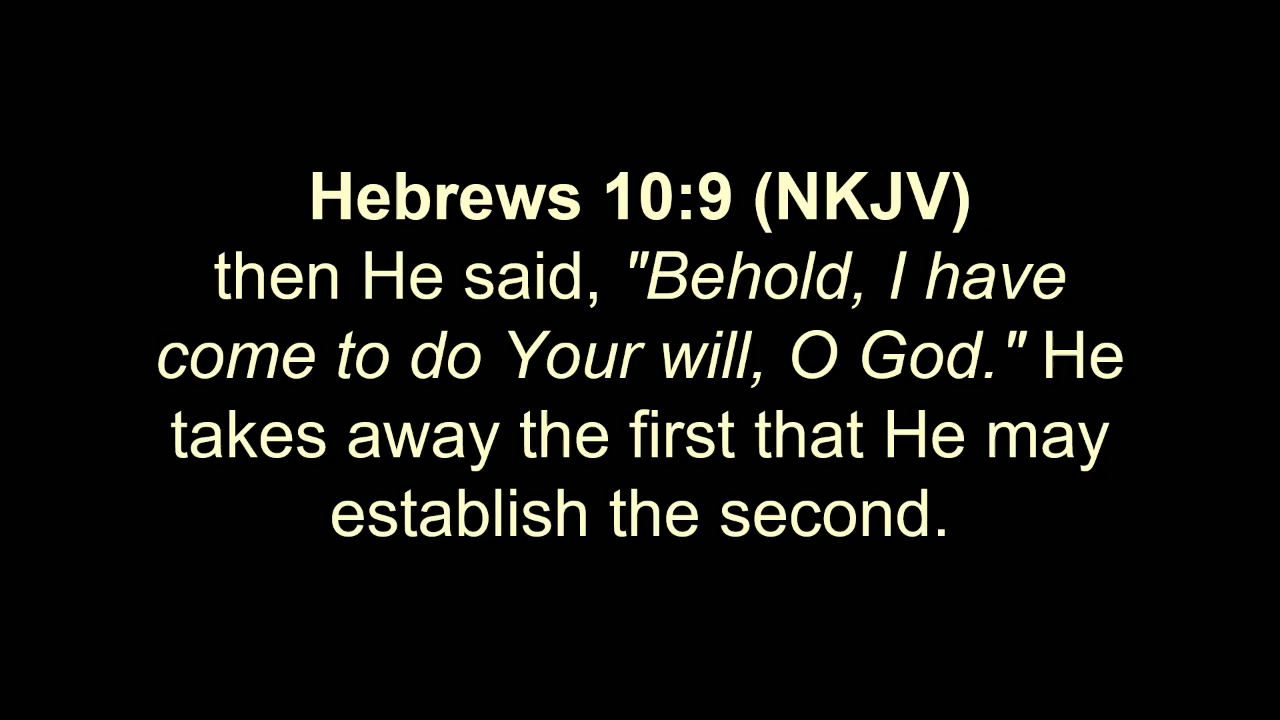 Hebrews 10:9 (NKJV)
then He said, "Behold, I have
come to do Your will, O God." He
takes away the first that He may
establish the second.